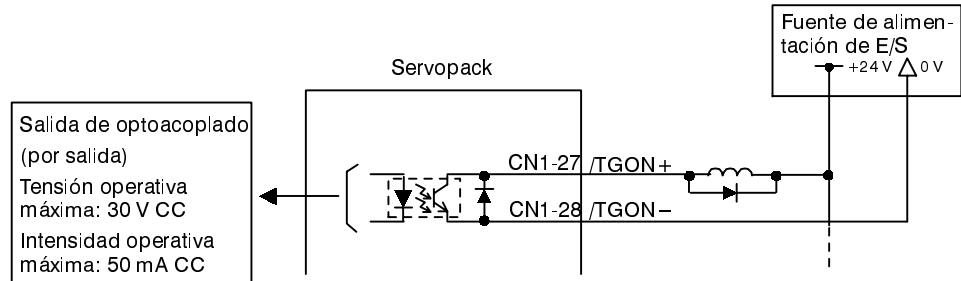 Fuente de alimen-
tación de E/S
+24 V 0 V
Servopack
Salida de optoacoplado
(por salida)
Tensión operativa
máxima: 30 V CC
Intensidad operativa
máxima: 50 mA CC
CN1-27 /TGON+
CN1-28 /TGON−